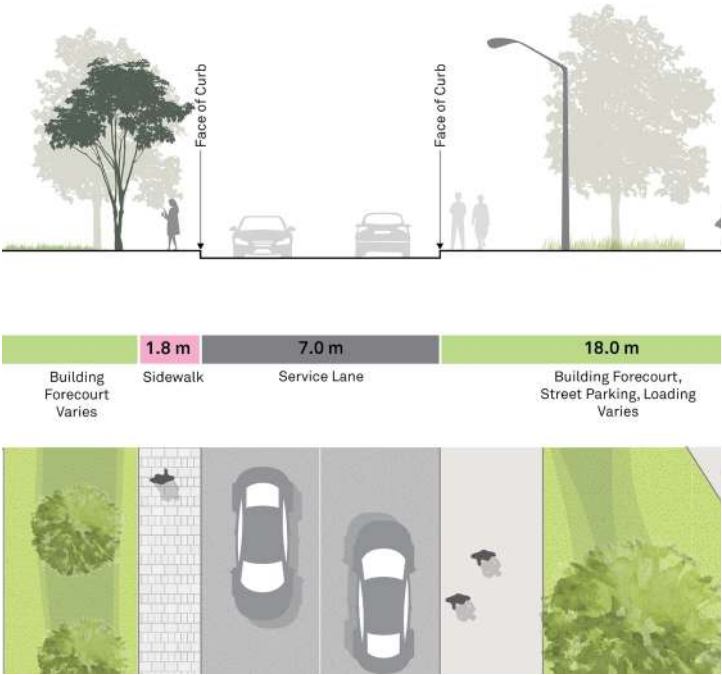 Face of Curb
Face of Curb
1.8 m
7.0 m
18.0 m
Building
Forecourt
Varies
Sidewalk
Service Lane
Building Forecourt,
Street Parking, Loading
Varies